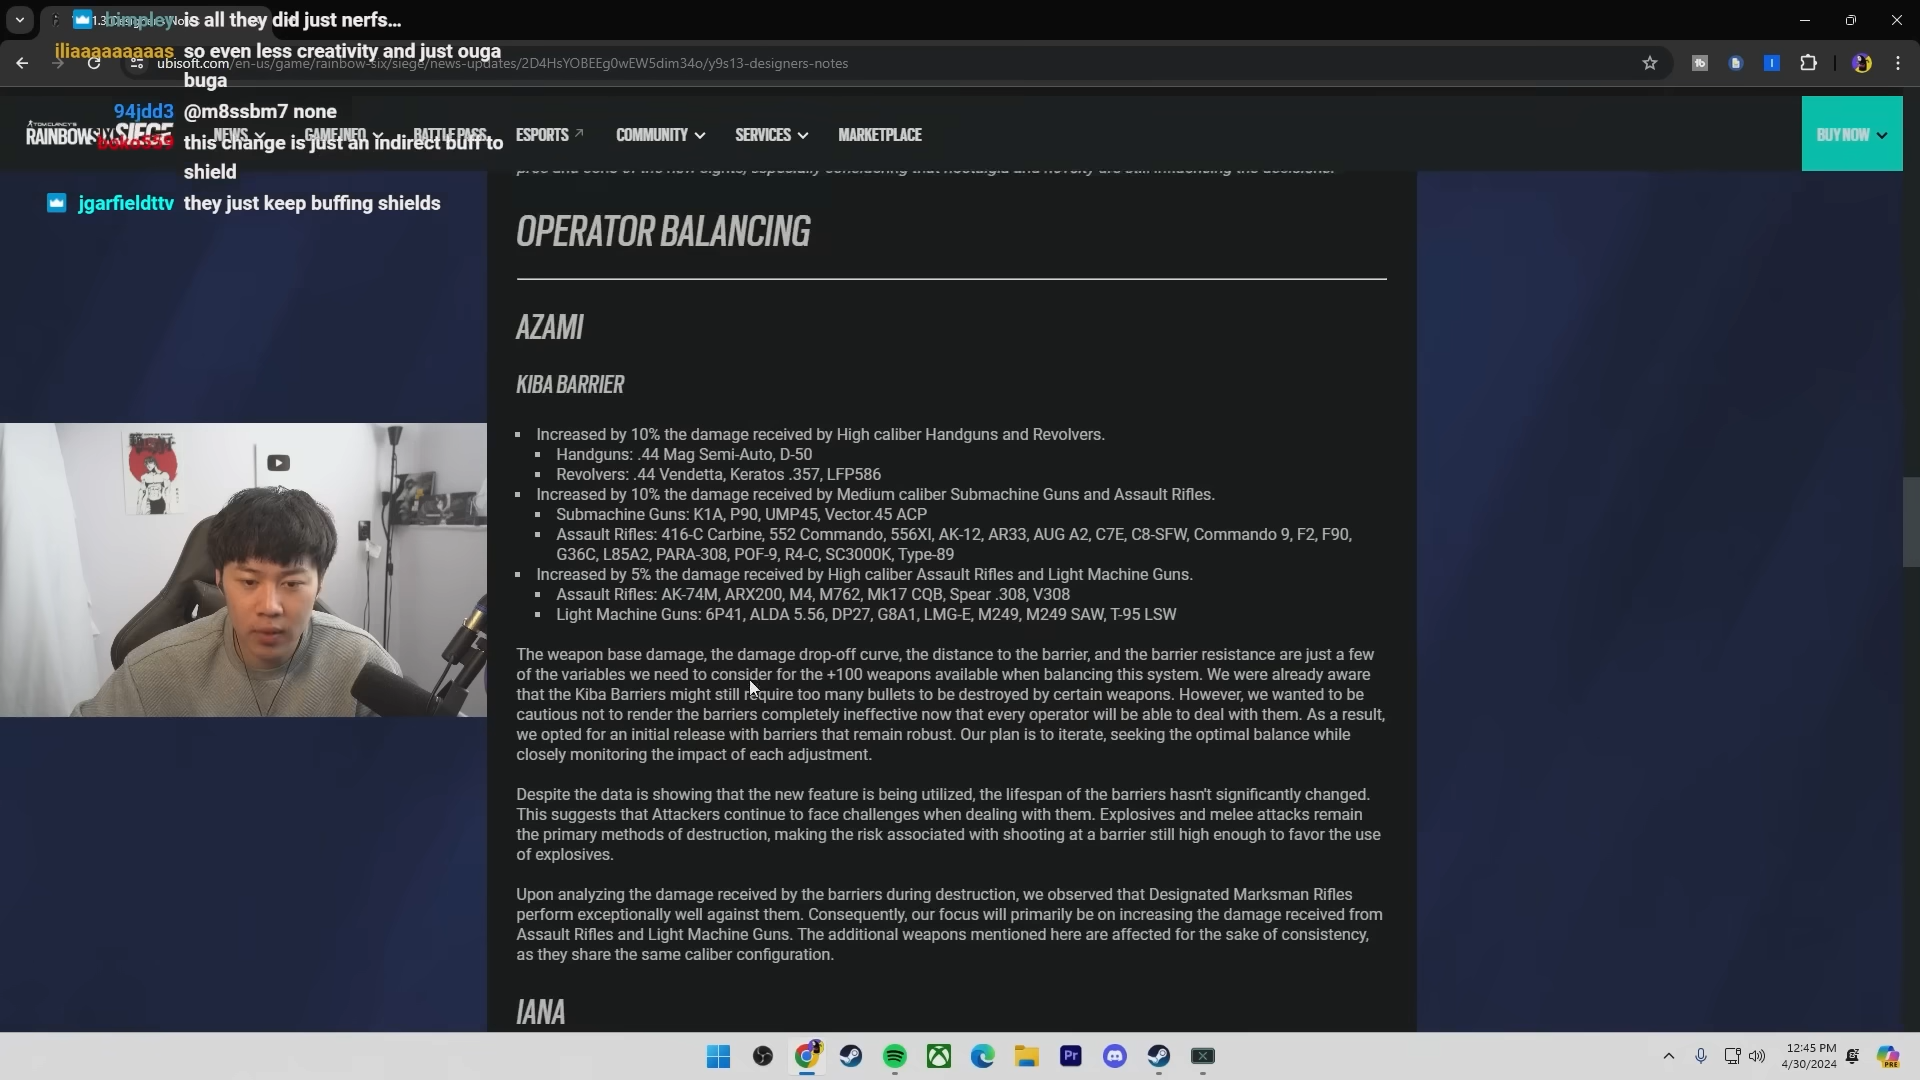 bimpley is all they did just nerfs...
iliaaaaaaaaas so even less creativity and just ouga
buga
ubisoft.com/en-us/game/rainbow-six/siege/news-updates/2D4HsYOBEEg0wEW5dim34o/y9s13-designers-notes
94jdd3 @m8ssbm7 none
this change is just an indirect buff to
shield
jgarfieldttv they just keep buffing shields
TOM CLANCY'S
RAINBOW SIX SIEGE
NEWS
GAME INFO
BATTLE PASS
ESPORTS
COMMUNITY
SERVICES
MARKETPLACE
BUY NOW
OPERATOR BALANCING
AZAMI
KIBA BARRIER
Increased by 10% the damage received by High caliber Handguns and Revolvers.
Handguns: .44 Mag Semi-Auto, D-50
Revolvers: .44 Vendetta, Keratos .357, LFP586
Increased by 10% the damage received by Medium caliber Submachine Guns and Assault Rifles.
Submachine Guns: K1A, P90, UMP45, Vector.45 ACP
Assault Rifles: 416-C Carbine, 552 Commando, 556XI, AK-12, AR33, AUG A2, C7E, C8-SFW, Commando 9, F2, F90,
G36C, L85A2, PARA-308, POF-9, R4-C, SC3000K, Type-89
Increased by 5% the damage received by High caliber Assault Rifles and Light Machine Guns.
Assault Rifles: AK-74M, ARX200, M4, M762, Mk17 CQB, Spear .308, V308
Light Machine Guns: 6P41, ALDA 5.56, DP27, G8A1, LMG-E, M249, M249 SAW, T-95 LSW
The weapon base damage, the damage drop-off curve, the distance to the barrier, and the barrier resistance are just a few
of the variables we need to consider for the +100 weapons available when balancing this system. We were already aware
that the Kiba Barriers might still require too many bullets to be destroyed by certain weapons. However, we wanted to be
cautious not to render the barriers completely ineffective now that every operator will be able to deal with them. As a result,
we opted for an initial release with barriers that remain robust. Our plan is to iterate, seeking the optimal balance while
closely monitoring the impact of each adjustment.
Despite the data is showing that the new feature is being utilized, the lifespan of the barriers hasn't significantly changed.
This suggests that Attackers continue to face challenges when dealing with them. Explosives and melee attacks remain
the primary methods of destruction, making the risk associated with shooting at a barrier still high enough to favor the use
of explosives.
Upon analyzing the damage received by the barriers during destruction, we observed that Designated Marksman Rifles
perform exceptionally well against them. Consequently, our focus will primarily be on increasing the damage received from
Assault Rifles and Light Machine Guns. The additional weapons mentioned here are affected for the sake of consistency,
as they share the same caliber configuration.
IANA
12:45 PM
4/30/2024